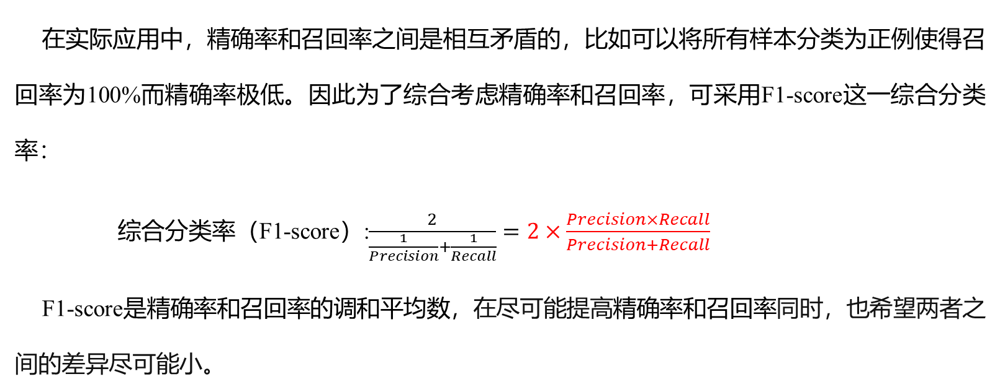 在实际应用中，精确率和召回率之间是相互矛盾的，比如可以将所有样本分类为正例使得召
回率为100%而精确率极低。因此为了综合考虑精确率和召回率，可采用F1-score这一综合分类
率：
综合分类率（F1-score）:\frac{2}{\frac{1}{Precision}+\frac{1}{Recall}} = 2 × \frac{Precision×Recall}{Precision+Recall}
F1-score是精确率和召回率的调和平均数，在尽可能提高精确率和召回率同时，也希望两者之
间的差异尽可能小。